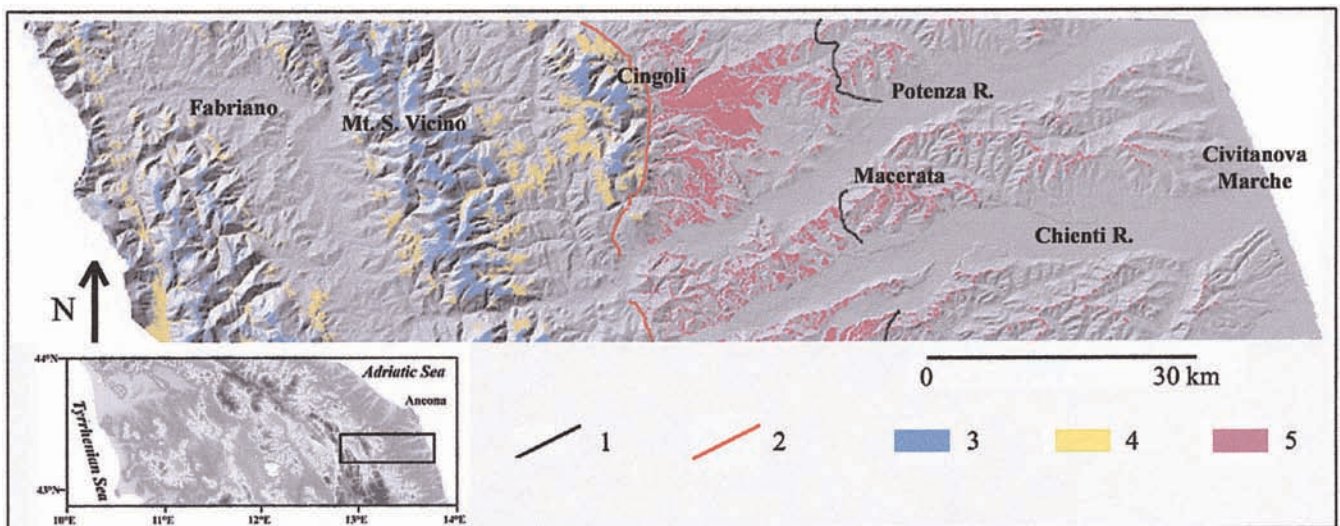 Cingoli
Potenza R.
Fabriano
Mt. S. Vicino
Civitanova
Marche
Macerata
Chienti R.
N
0 30 km
44°N
Adriatic Sea
Ancona
Tyrrhenian Sea
43°N
10°E 11°E 12°E 13°E 14°E
1 2 3 4 5